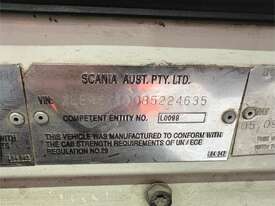 SCANIA AUST. PTY. LTD.
VIN:
COMPETENT ENTITY NO. L0098
THIS VEHICLE WAS MANUFACTURED TO CONFORM WITH
THE CAB STRENGTH REQUIREMENTS OF UN / ECE
REGULATION NO.29